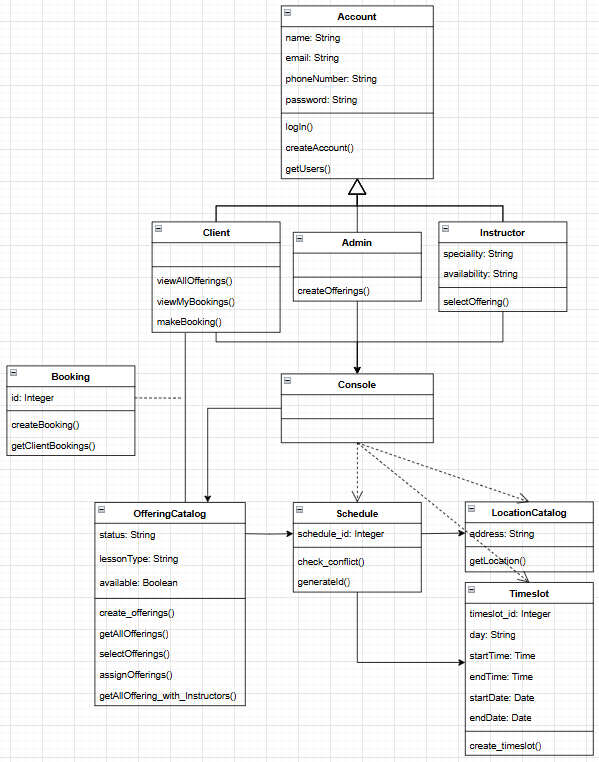 Account
name: String
email: String
phoneNumber: String
password: String
logIn()
createAccount()
getUsers()
Client
viewAllOfferings()
viewMyBookings()
makeBooking()
Admin
createOfferings()
Instructor
speciality: String
availability: String
selectOffering()
Booking
id: Integer
createBooking()
getClientBookings()
Console
OfferingCatalog
status: String
lessonType: String
available: Boolean
create_offerings()
getAllOfferings()
selectOfferings()
assignOfferings()
getAllOffering_with_Instructors()
Schedule
schedule_id: Integer
check_conflict()
generateId()
LocationCatalog
address: String
getLocation()
Timeslot
timeslot_id: Integer
day: String
startTime: Time
endTime: Time
startDate: Date
endDate: Date
create_timeslot()